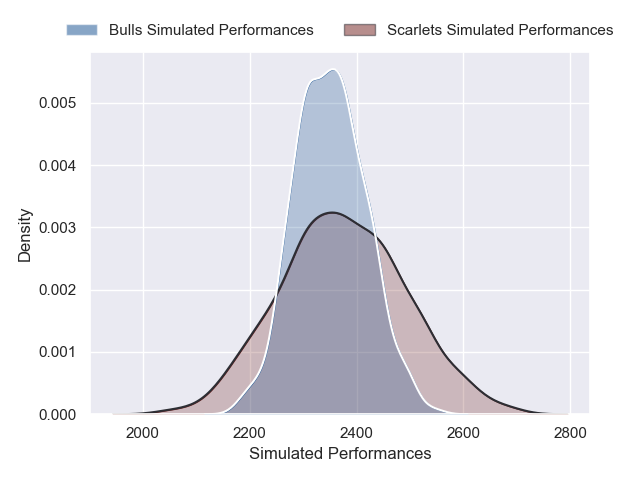 Bulls Simulated Performances Scarlets Simulated Performances
0.005
0.004
0.003
0.002
0.001
0.000
Density
2000 2200 2400 2600 2800
Simulated Performances